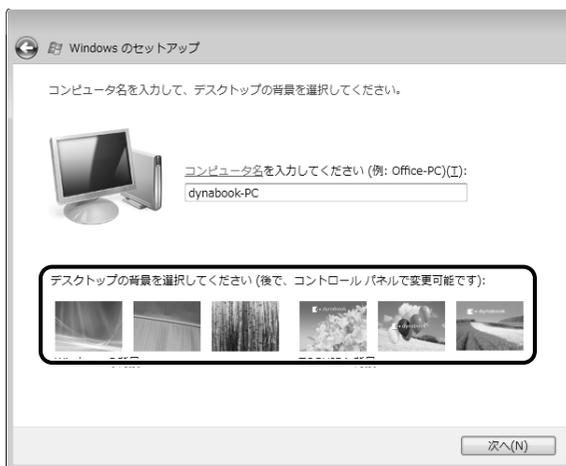 Windows のセットアップ
コンピュータ名を入力して、デスクトップの背景を選択してください。
コンピュータ名を入力してください (例: Office-PC)(T):
dynabook-PC
デスクトップの背景を選択してください (後で、コントロール パネルで変更可能です):
dynabook
dynabook
dynabook
次へ(N)